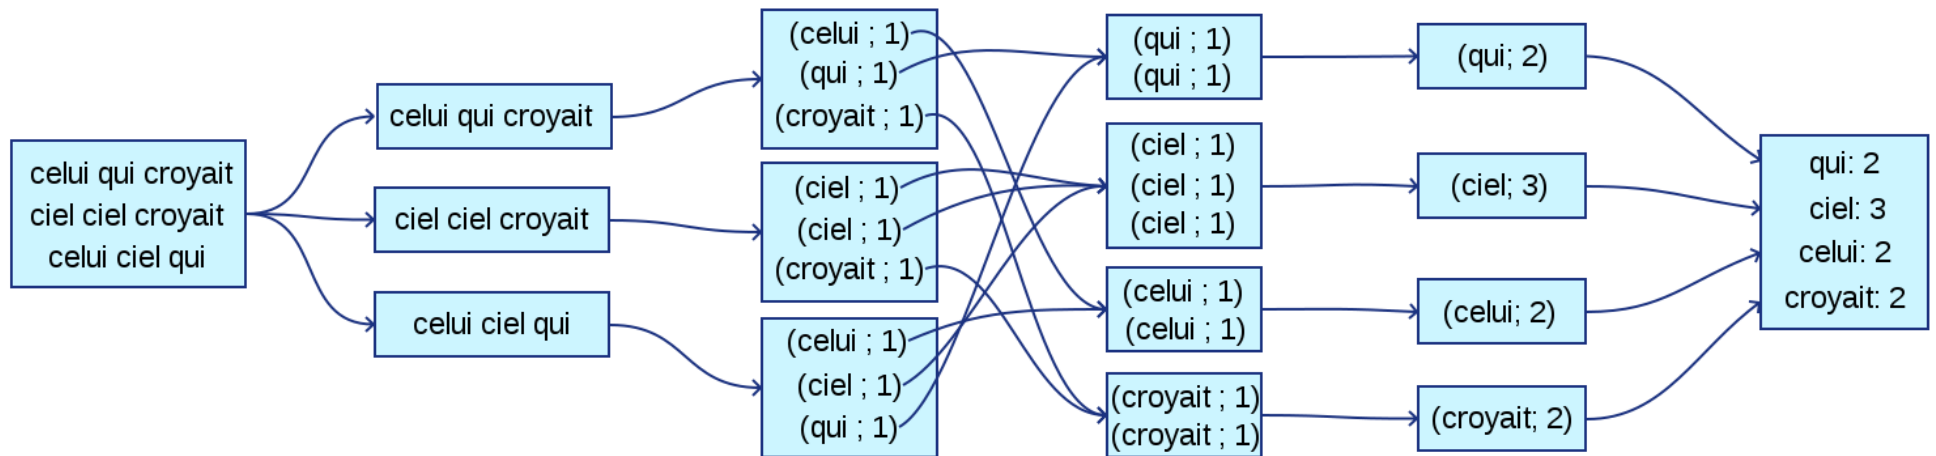 celui qui croyait
ciel ciel croyait
celui ciel qui
celui qui croyait
ciel ciel croyait
celui ciel qui
(celui ; 1)
(qui ; 1)
(croyait ; 1)
(ciel ; 1)
(ciel ; 1)
(croyait ; 1)
(celui ; 1)
(ciel ; 1)
(qui ; 1)
(qui ; 1)
(qui ; 1)
(ciel ; 1)
(ciel ; 1)
(ciel ; 1)
(celui ; 1)
(celui ; 1)
(croyait ; 1)
(croyait ; 1)
(qui; 2)
(ciel; 3)
(celui; 2)
(croyait; 2)
qui: 2
ciel: 3
celui: 2
croyait: 2